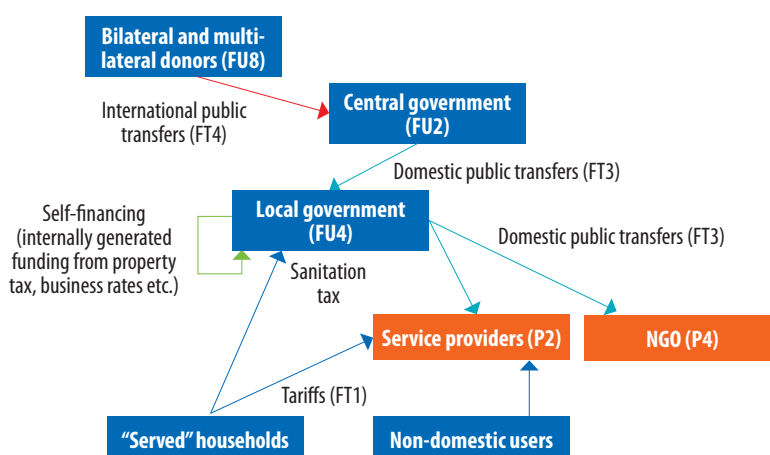 Bilateral and multi-
lateral donors (FU8)
International public
transfers (FT4)
Central government
(FU2)
Domestic public transfers (FT3)
Self-financing
(internally generated
funding from property
tax, business rates etc.)
Local government
(FU4)
Domestic public transfers (FT3)
Sanitation
tax
Service providers (P2)
NGO (P4)
Tariffs (FT1)
“Served” households
Non-domestic users